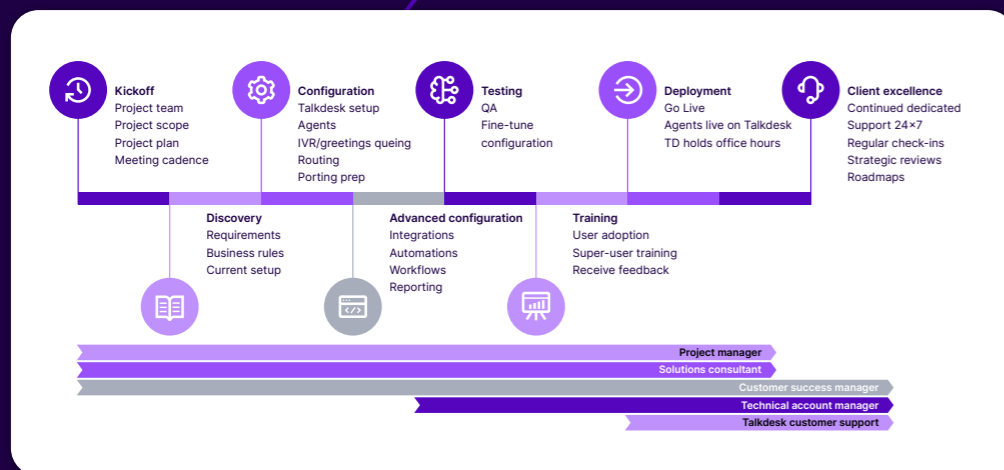 Kickoff
Project team
Project scope
Project plan
Meeting cadence
Configuration
Talkdesk setup
Agents
IVR/greetings queing
Routing
Porting prep
Testing
QA
Fine-tune
configuration
Deployment
Go Live
Agents live on Talkdesk
TD holds office hours
Client excellence
Continued dedicated
Support 24×7
Regular check-ins
Strategic reviews
Roadmaps
Discovery
Requirements
Business rules
Current setup
Advanced configuration
Integrations
Automations
Workflows
Reporting
Training
User adoption
Super-user training
Receive feedback
Project manager
Solutions consultant
Customer success manager
Technical account manager
Talkdesk customer support